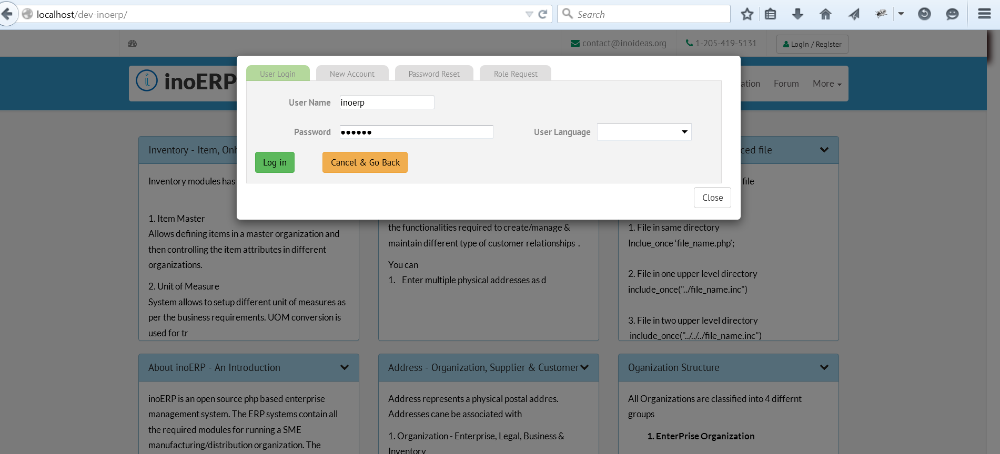 localhost/dev-inoerp/
Search
contact@inoideas.org
1-205-419-5131
Login / Register
inoERP
Forum
More
User Login
New Account
Password Reset
Role Request
User Name
inoerp
Password
••••••
User Language
Log in
Cancel & Go Back
Close
Inventory - Item,
Inventory modules has
1. Item Master
Allows defining items in a master organization and
then controlling the item attributes in different
organizations.
2. Unit of Measure
System allows to setup different unit of measures as
per the business requirements. UOM conversion is
used for tr
the functionalities required to create/manage &
maintain different type of customer relationships .
You can
1. Enter multiple physical addresses as d
file
file
1. File in same directory
Inclue_once ‘file_name.php’;
2. File in one upper level directory
include_once("../file_name.inc")
3. File in two upper level directory
include_once("../../../file_name.inc")
About inoERP - An Introduction
inoERP is an open source php based enterprise
management system. The ERP systems contain all
the required modules for running a SME
manufacturing/distribution organization. The
Address - Organization, Supplier & Customer
Address represents a physical postal addres.
Addresses cane be associated with
1. Organization - Enterprise, Legal, Business &
Inventory
Oganization Structure
All Organizations are classified into 4 differnt
groups
1. EnterPrise Organization